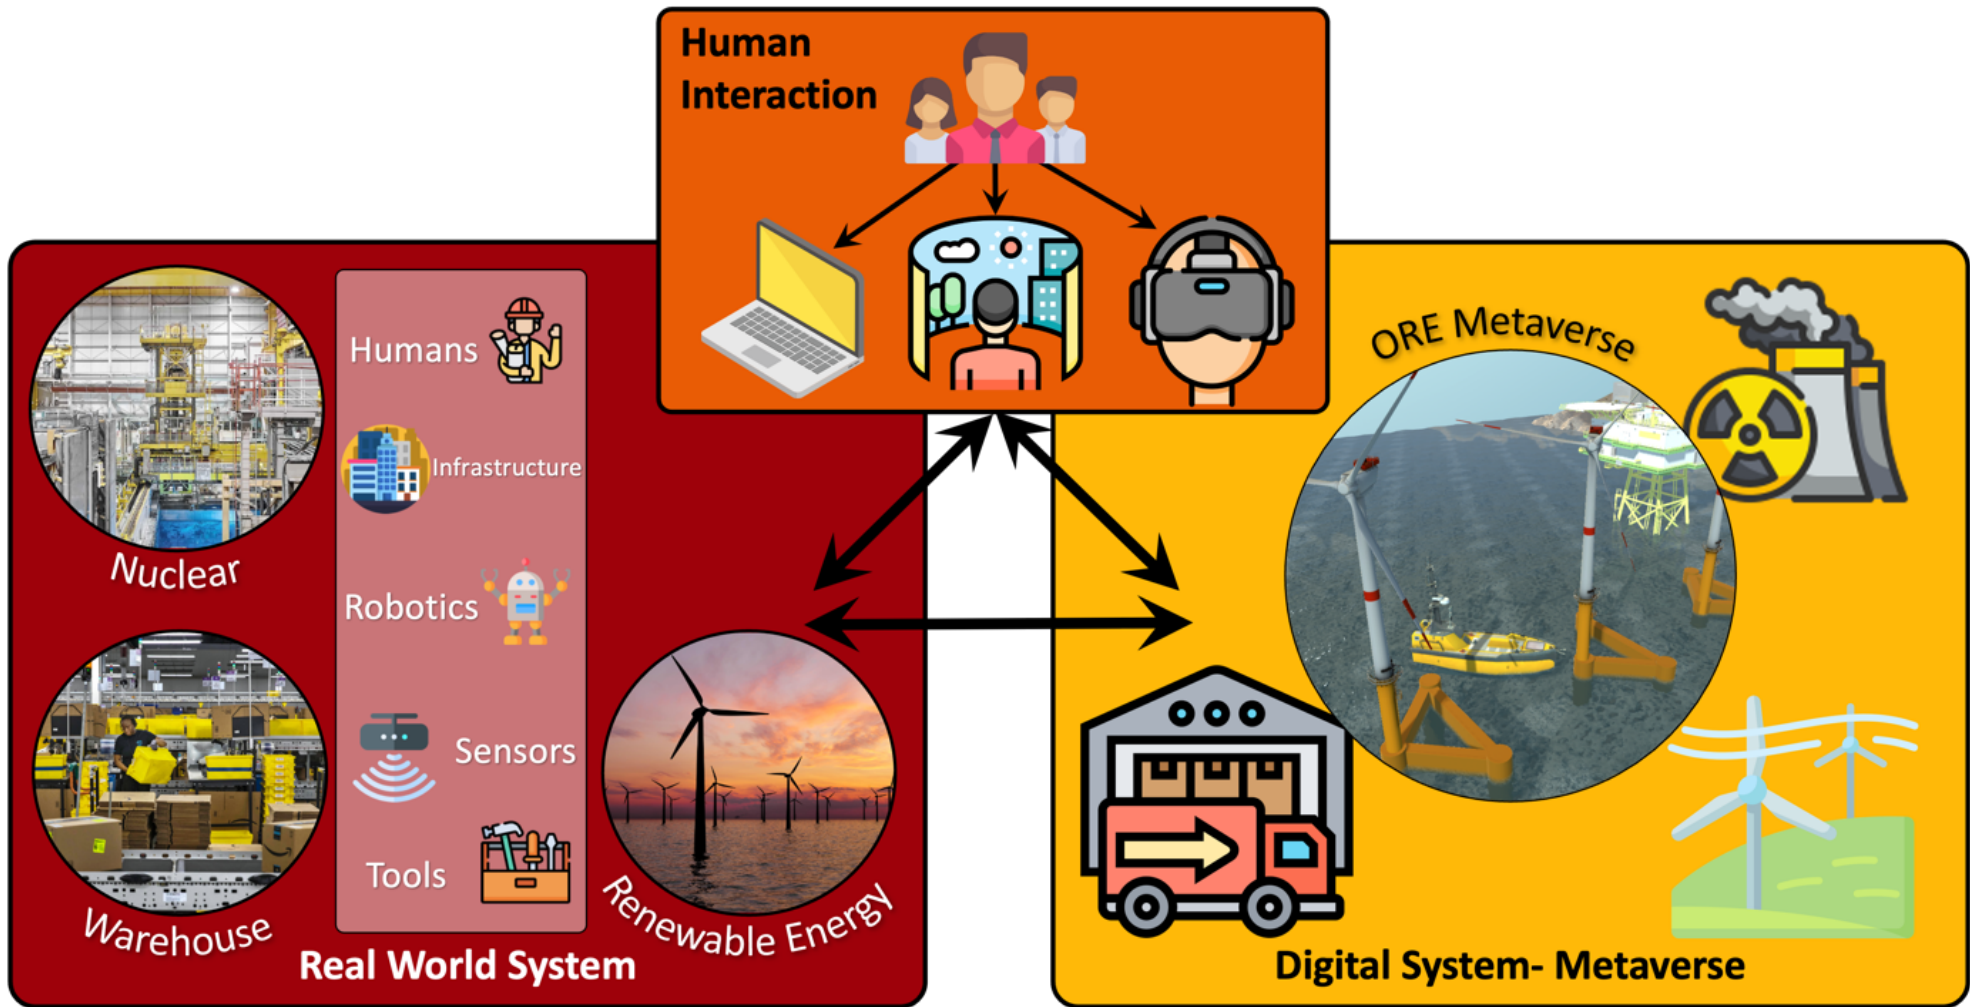 Human
Interaction
Humans
Infrastructure
Robotics
Sensors
Tools
Nuclear
Warehouse
Renewable Energy
Real World System
ORE Metaverse
Digital System- Metaverse